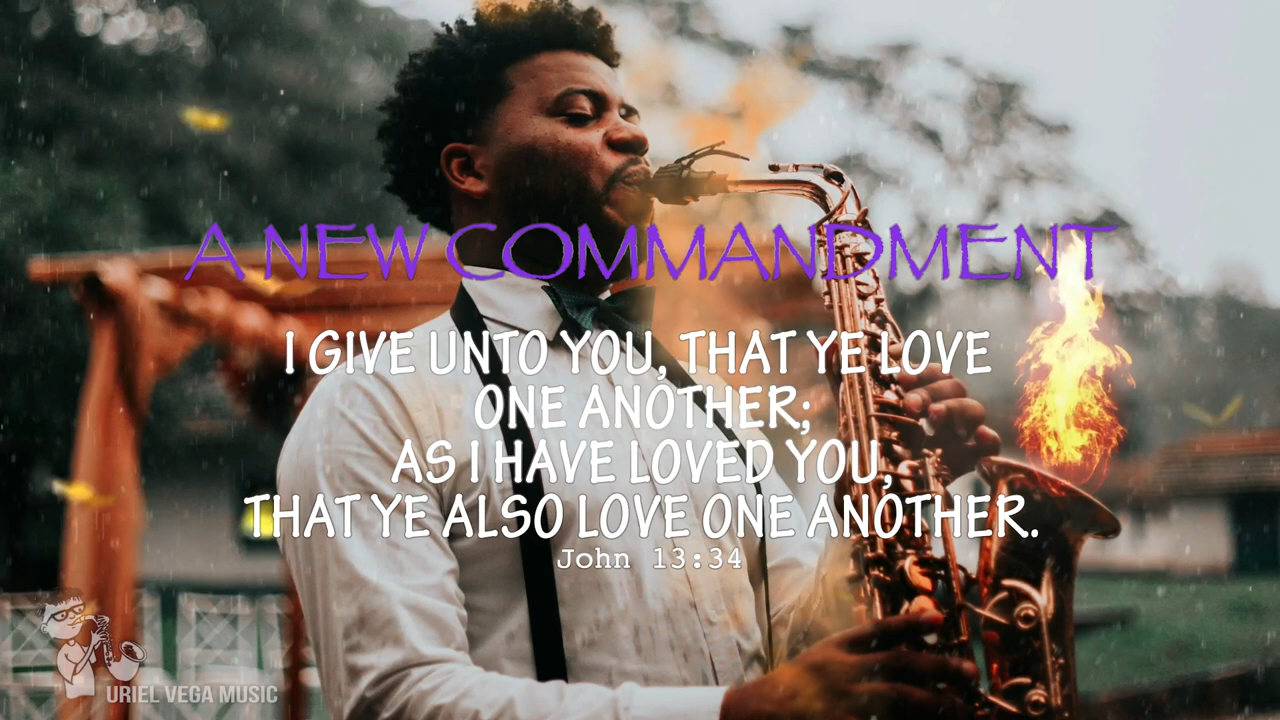 A NEW COMMANDMENT
I GIVE UNTO YOU, THAT YE LOVE
ONE ANOTHER;
AS I HAVE LOVED YOU,
THAT YE ALSO LOVE ONE ANOTHER.
John 13:34
URIEL VEGA MUSIC